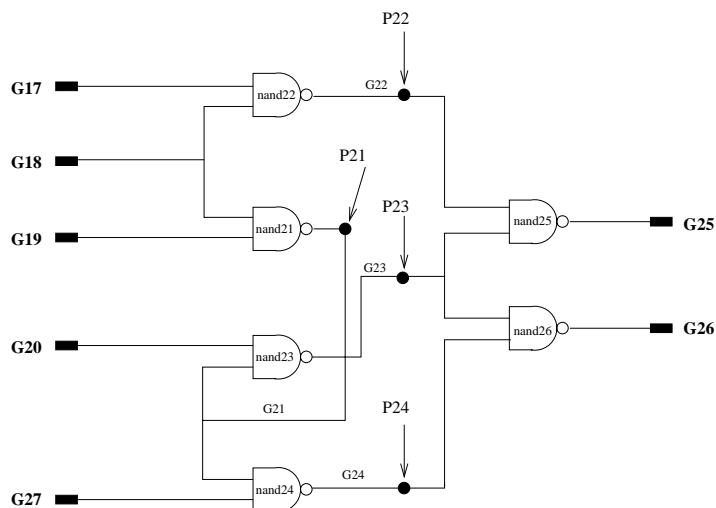 P22
G17
nand22
G22
G18
P21
P23
G19
nand21
nand25
G25
G23
G20
nand23
nand26
G26
G21
P24
G27
nand24
G24